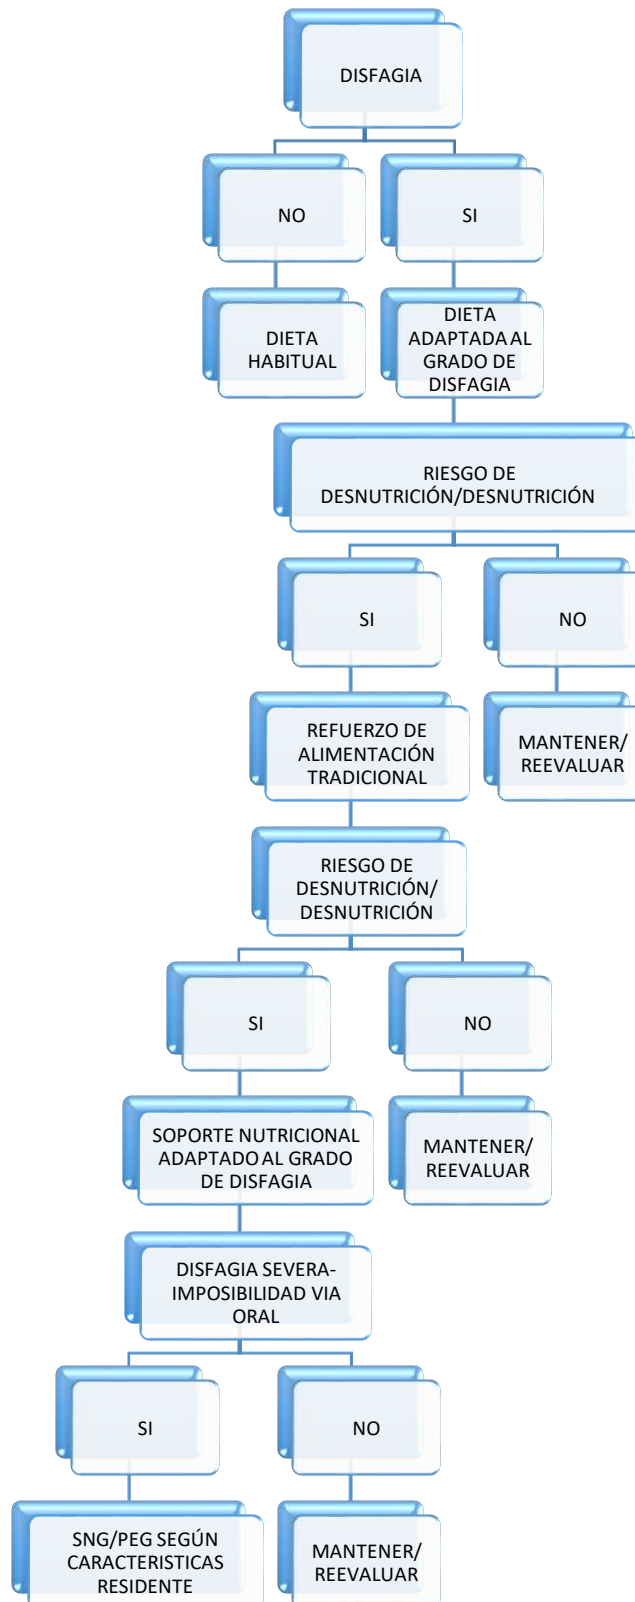 DISFAGIA
NO
SI
DIETA
HABITUAL
DIETA
ADAPTADA AL
GRADO DE
DISFAGIA
RIESGO DE
DESNUTRICIÓN/DESNUTRICIÓN
SI
NO
REFUERZO DE
ALIMENTACIÓN
TRADICIONAL
MANTENER/
REEVALUAR
RIESGO DE
DESNUTRICIÓN/
DESNUTRICIÓN
SI
NO
SOPORTE NUTRICIONAL
ADAPTADO AL GRADO
DE DISFAGIA
MANTENER/
REEVALUAR
DISFAGIA SEVERA-
IMPOSIBILIDAD VIA
ORAL
SI
NO
SNG/PEG SEGÚN
CARACTERISTICAS
RESIDENTE
MANTENER/
REEVALUAR